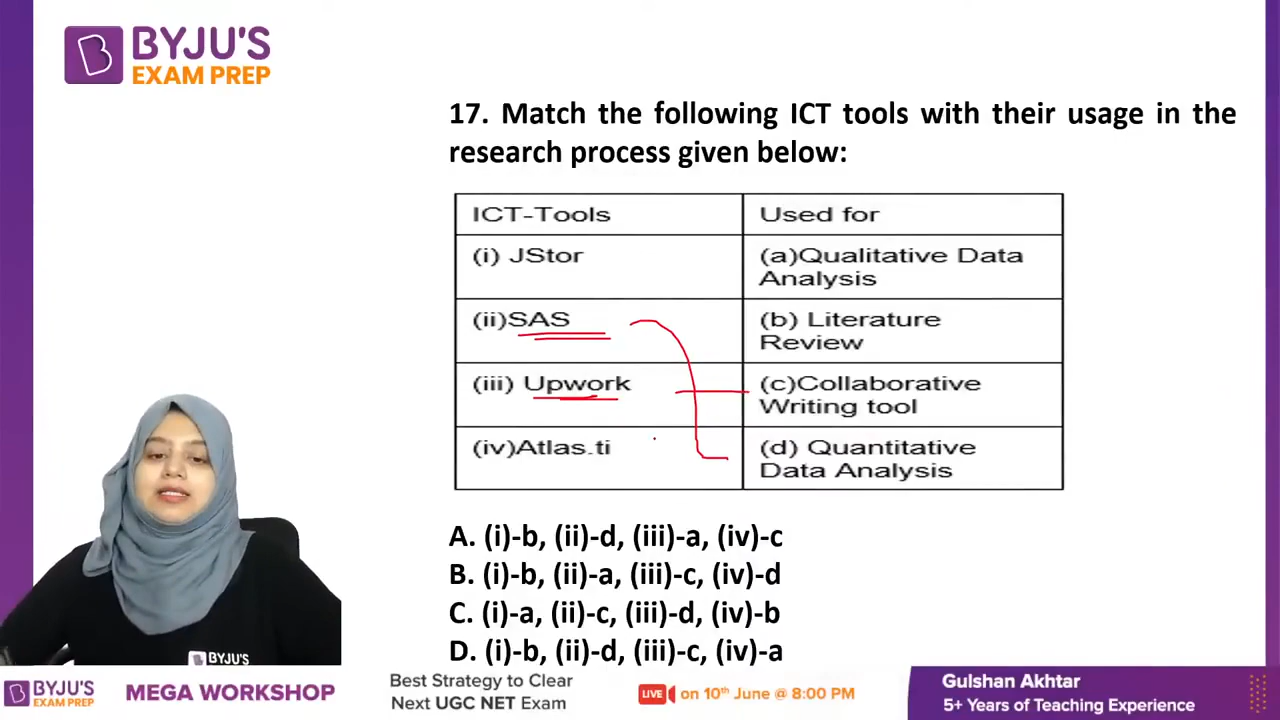 BYJU'S
EXAM PREP
17. Match the following ICT tools with their usage in the
research process given below:
ICT-Tools
Used for
(i) JStor
(a)Qualitative Data
Analysis
(ii)SAS
(b) Literature
Review
(iii) Upwork
(c)Collaborative
Writing tool
(iv)Atlas.ti
(d) Quantitative
Data Analysis
A. (i)-b, (ii)-d, (iii)-a, (iv)-c
B. (i)-b, (ii)-a, (iii)-c, (iv)-d
C. (i)-a, (ii)-c, (iii)-d, (iv)-b
D. (i)-b, (ii)-d, (iii)-c, (iv)-a
BYJU'S
BYJU'S
EXAM PREP
MEGA WORKSHOP
Best Strategy to Clear
Next UGC NET Exam
LIVE on 10th June @ 8:00 PM
Gulshan Akhtar
5+ Years of Teaching Experience